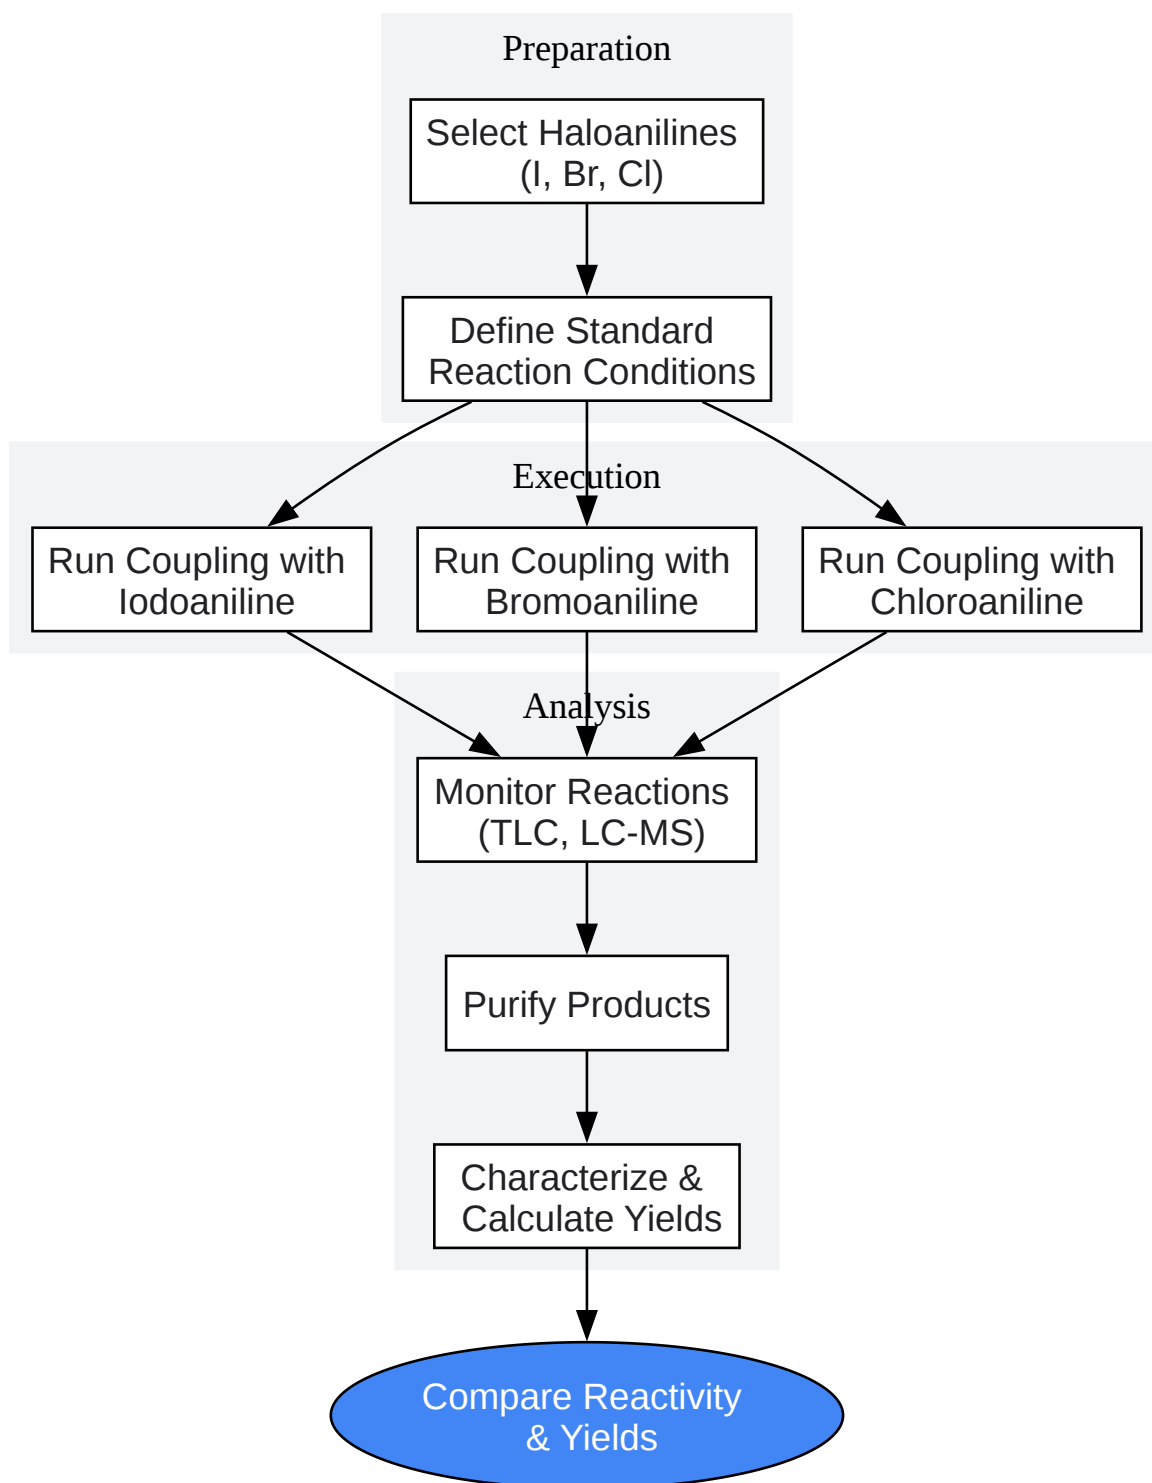 Preparation
Select Haloanilines
(I, Br, Cl)
Define Standard
Reaction Conditions
Execution
Run Coupling with
Iodoaniline
Run Coupling with
Bromoaniline
Run Coupling with
Chloroaniline
Analysis
Monitor Reactions
(TLC, LC-MS)
Purify Products
Characterize &
Calculate Yields
Compare Reactivity
& Yields